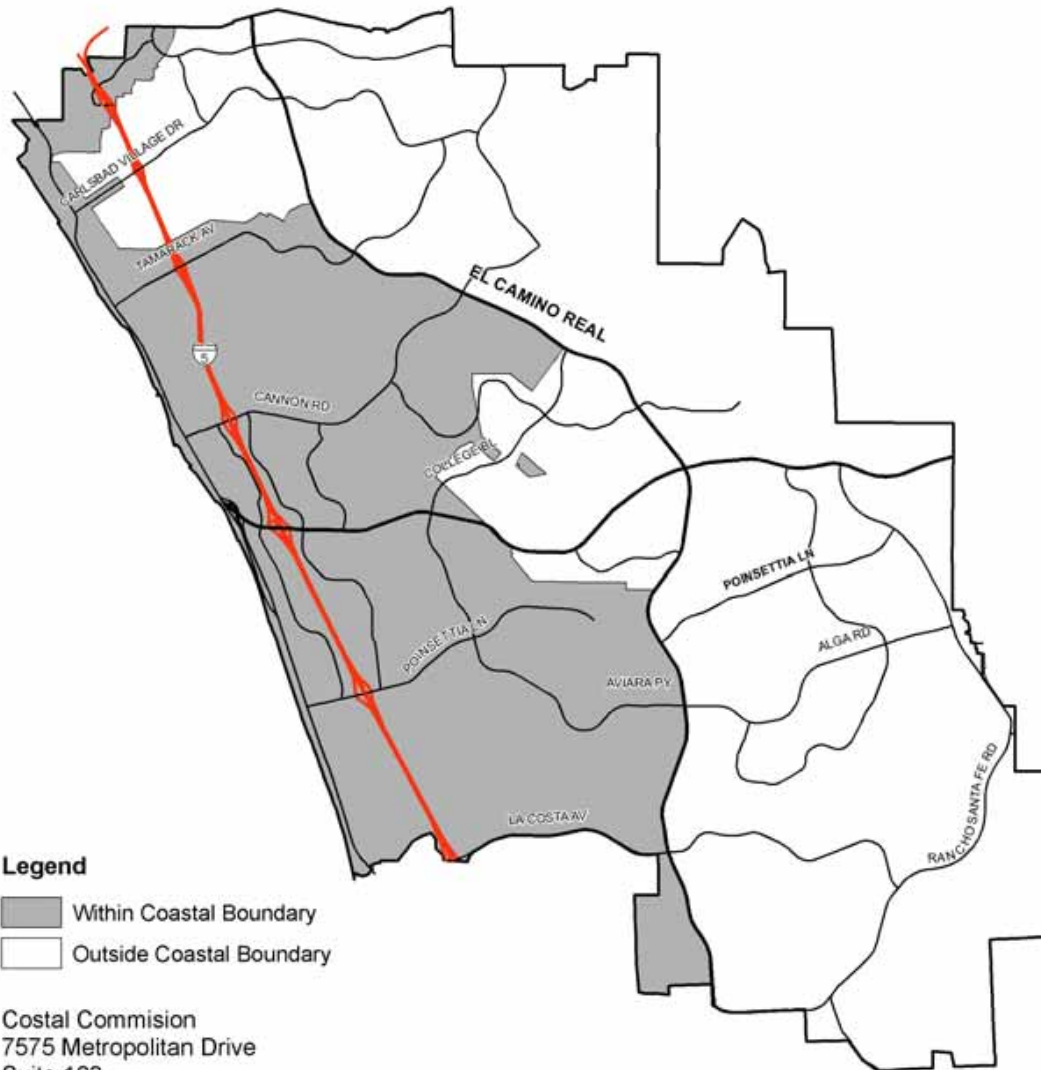 CARLSBAD VILLAGE DR
TAMARACK AV
EL CAMINO REAL
5
CANNON RD
COLLEGE BL
POINSETTIA LN
POINSETTIA LN
ALGA RD
AVIARA PY
RANCHO SANTA FE RD
LA COSTA AV
Legend
Within Coastal Boundary
Outside Coastal Boundary
Costal Commision
7575 Metropolitan Drive